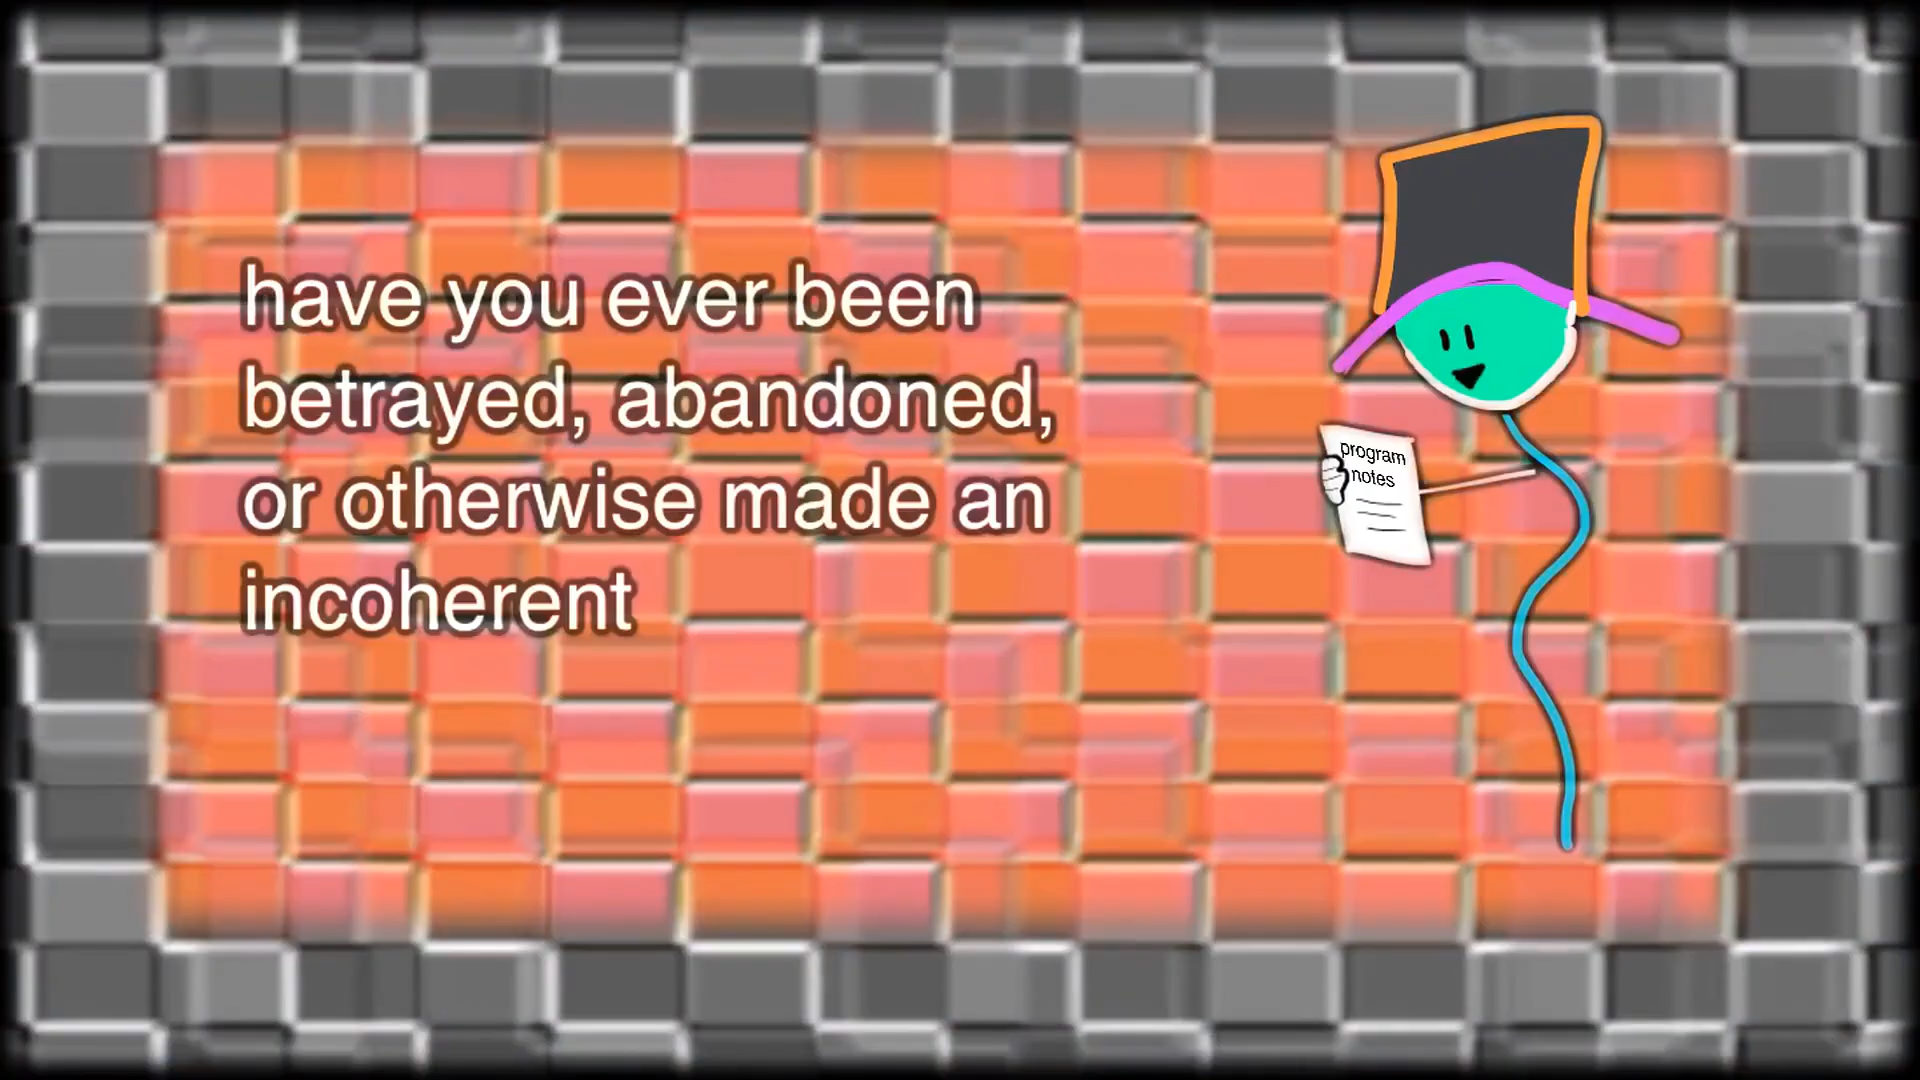 have you ever been
betrayed, abandoned,
or otherwise made an
incoherent
program
notes